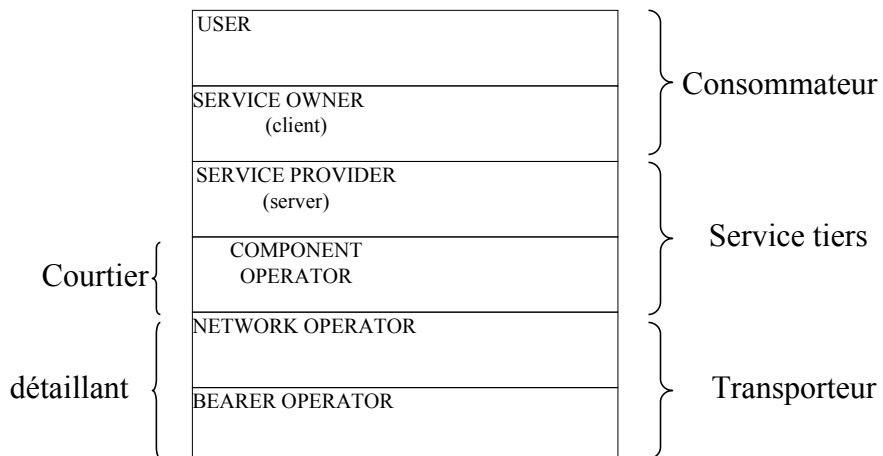 USER
Consommateur
SERVICE OWNER
(client)
SERVICE PROVIDER
(server)
Service tiers
COMPONENT
OPERATOR
Courtier
NETWORK OPERATOR
détaillant
Transporteur
BEARER OPERATOR